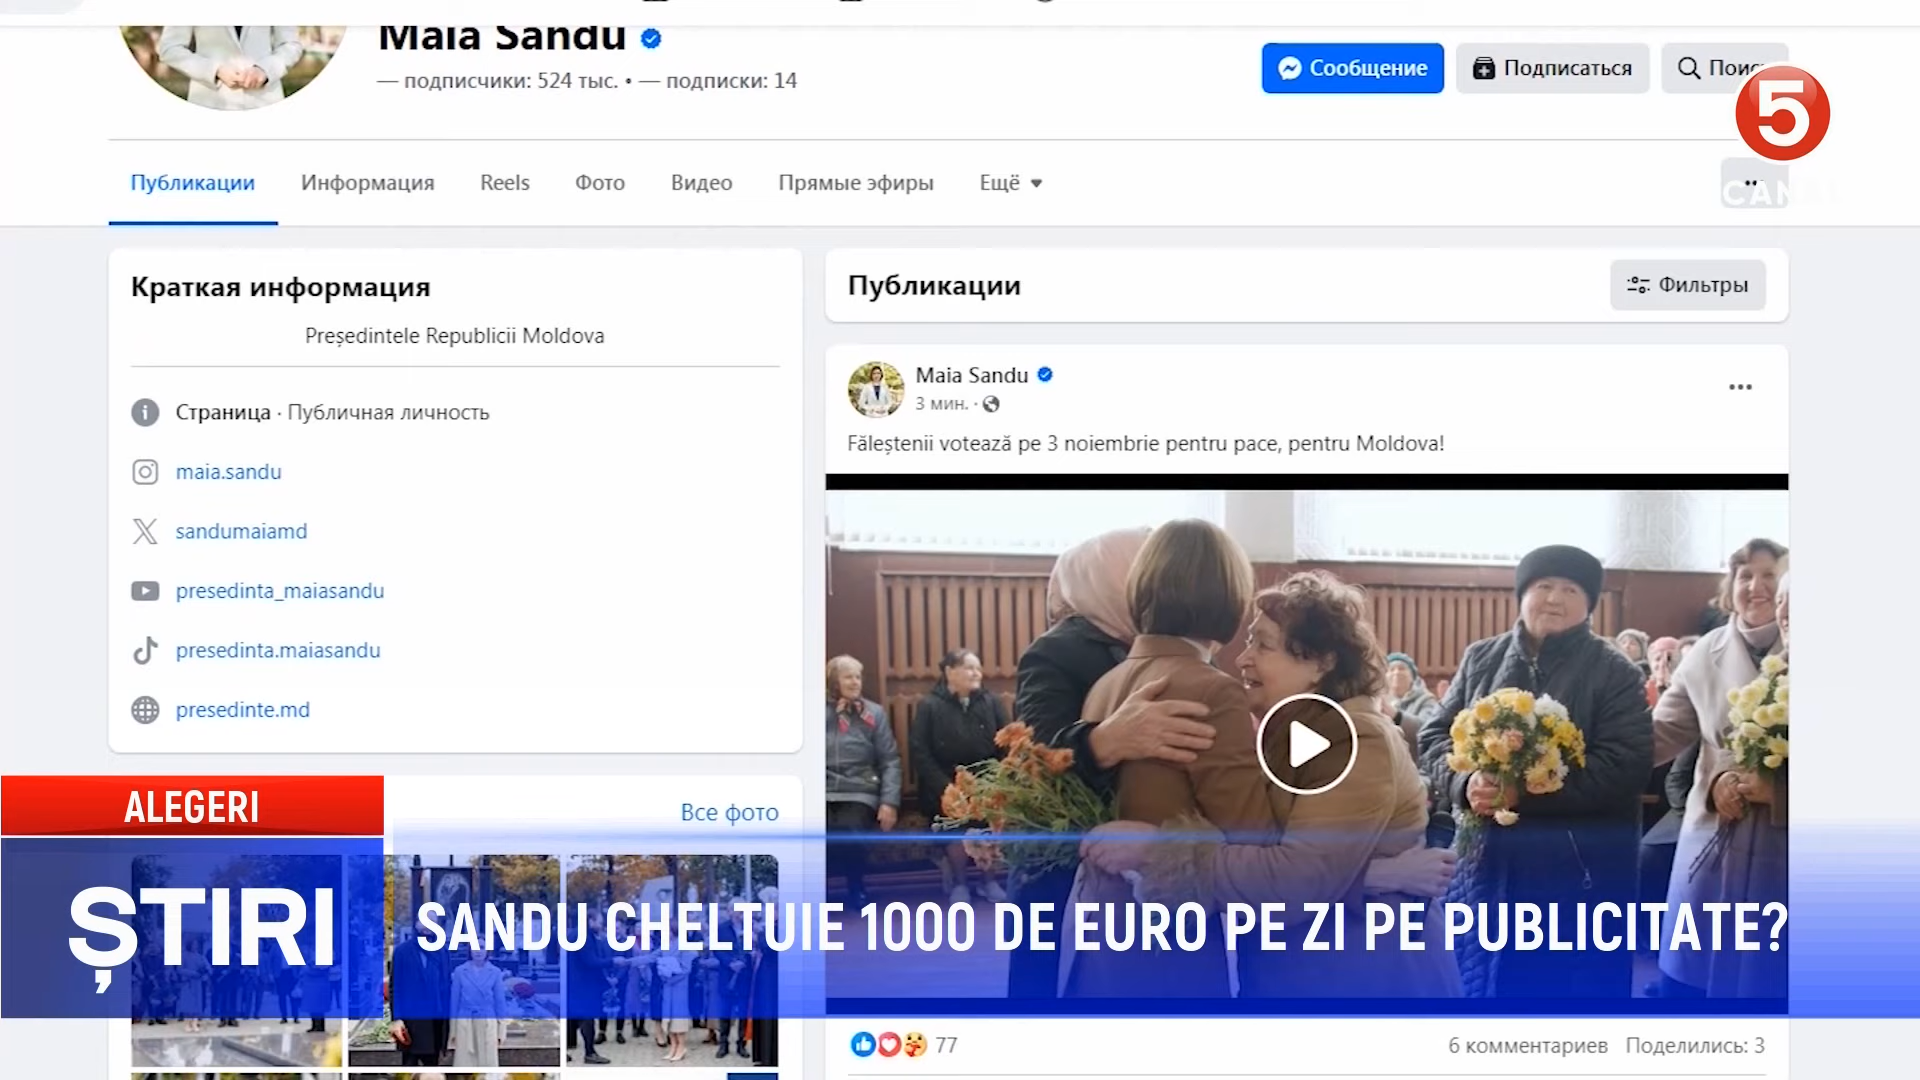 Maia Sandu
— подписчики: 524 тыс. • — подписки: 14
Сообщение
Подписаться
5
Публикации
Информация
Reels
Фото
Видео
Прямые эфиры
Ещё
Краткая информация
Președintele Republicii Moldova
Страница · Публичная личность
maia.sandu
sandumaiamd
presedinta_maiasandu
presedinta.maiasandu
presedinte.md
Все фото
Публикации
Фильтры
Maia Sandu
3 мин. ·
Făleștenii votează pe 3 noiembrie pentru pace, pentru Moldova!
ALEGERI
ȘTIRI
SANDU CHELTUIE 1000 DE EURO PE ZI PE PUBLICITATE?
77
6 комментариев Поделились: 3